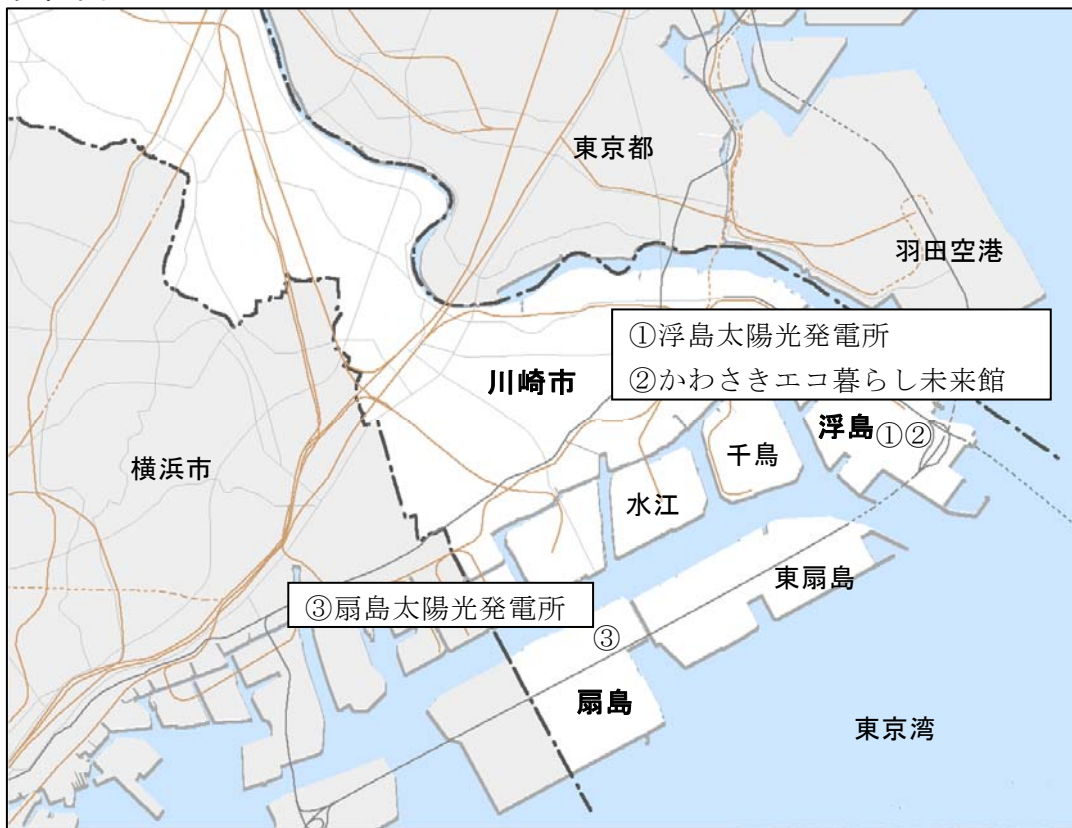 東京都
羽田空港
①浮島太陽光発電所
②かわさきエコ暮らし未来館
川崎市
浮島①②
千鳥
横浜市
水江
東扇島
③扇島太陽光発電所
③
扇島
東京湾